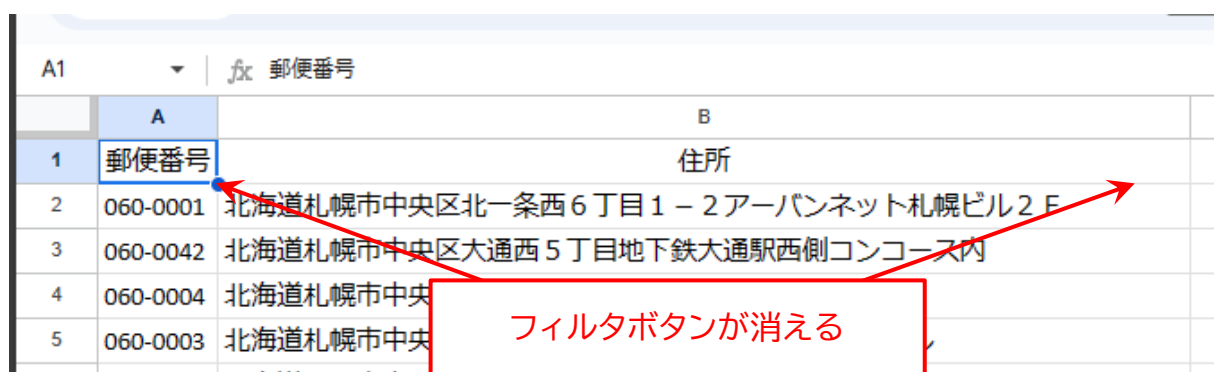 A1 fx 郵便番号
A B
1 郵便番号 住所
2 060-0001 北海道札幌市中央区北一条西６丁目１－２アーバンネット札幌ビル２Ｆ
3 060-0042 北海道札幌市中央区大通西５丁目地下鉄大通駅西側コンコース内
4 060-0004 北海道札幌市中央
5 060-0003 北海道札幌市中央
フィルタボタンが消える